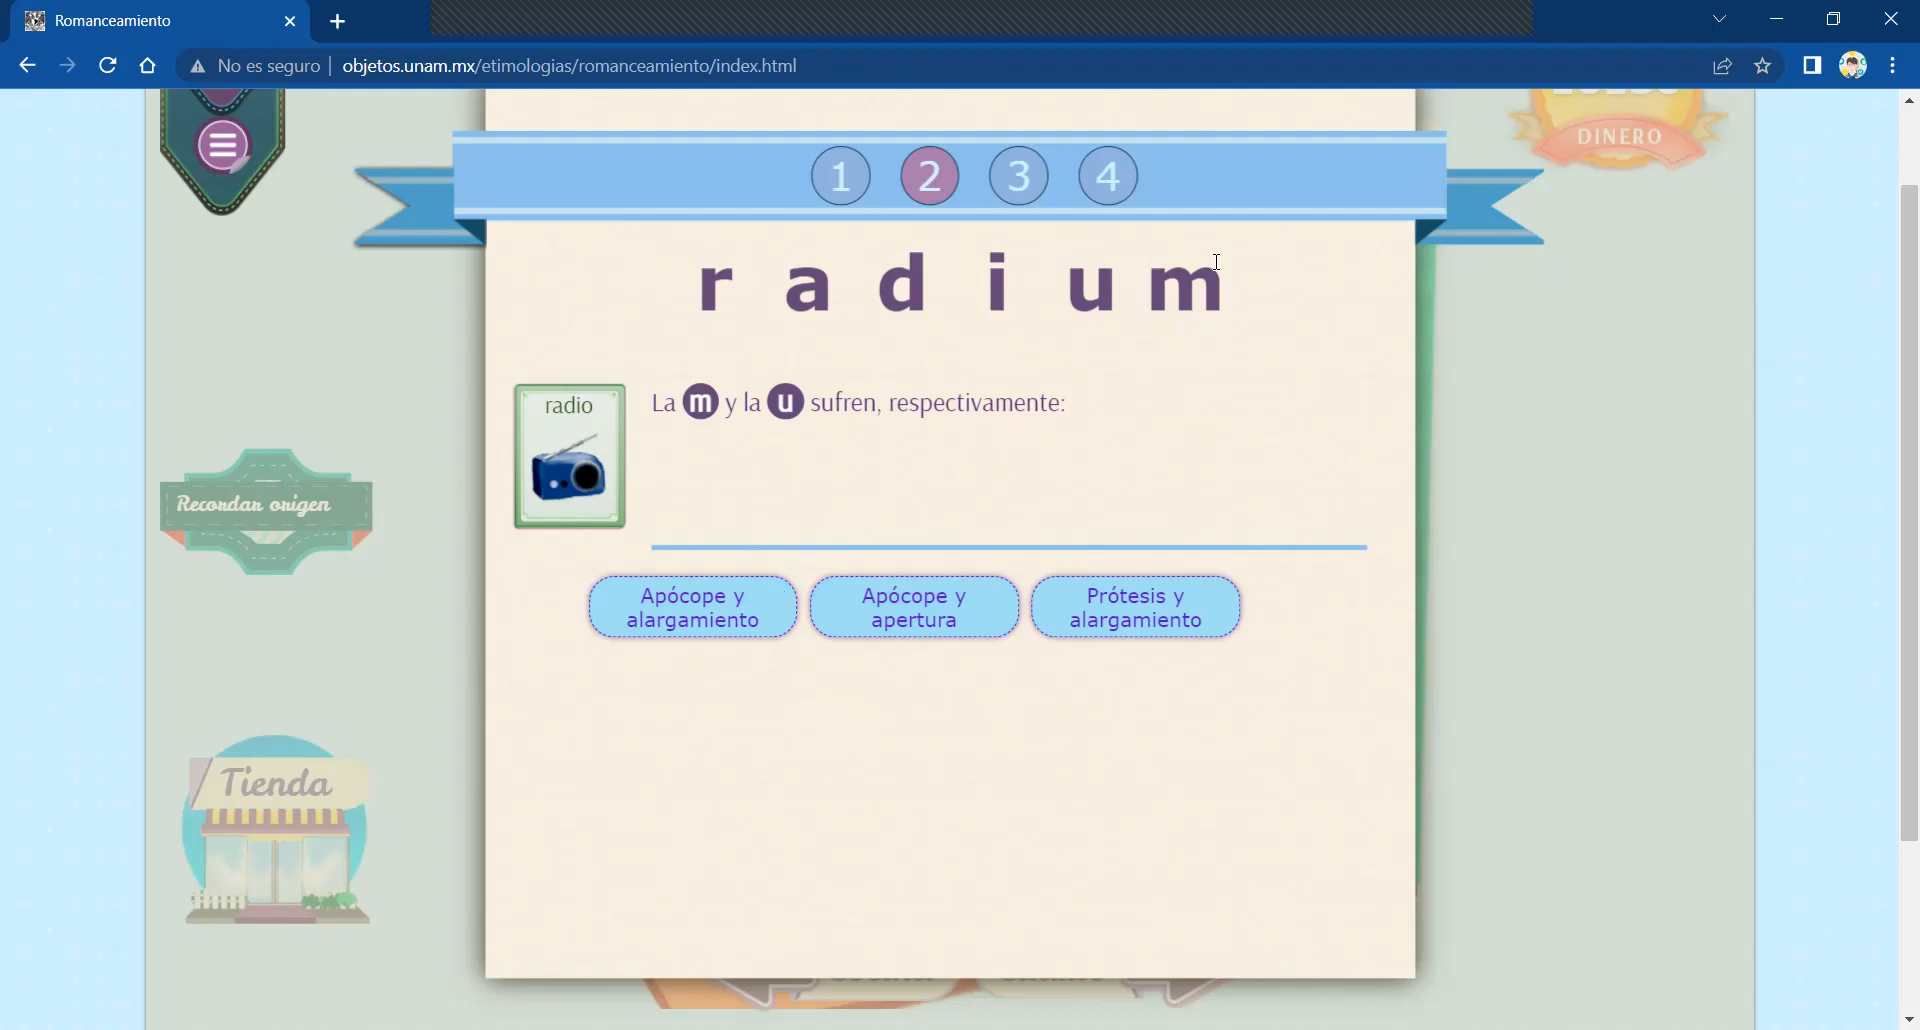 Romanceamiento
No es seguro | objetos.unam.mx/etimologias/romanceamiento/index.html
DINERO
1 2 3 4
r a d i u m
radio
La m y la u sufren, respectivamente:
Recordar origen
Apócope y
alargamiento
Apócope y
apertura
Prótesis y
alargamiento
Tienda